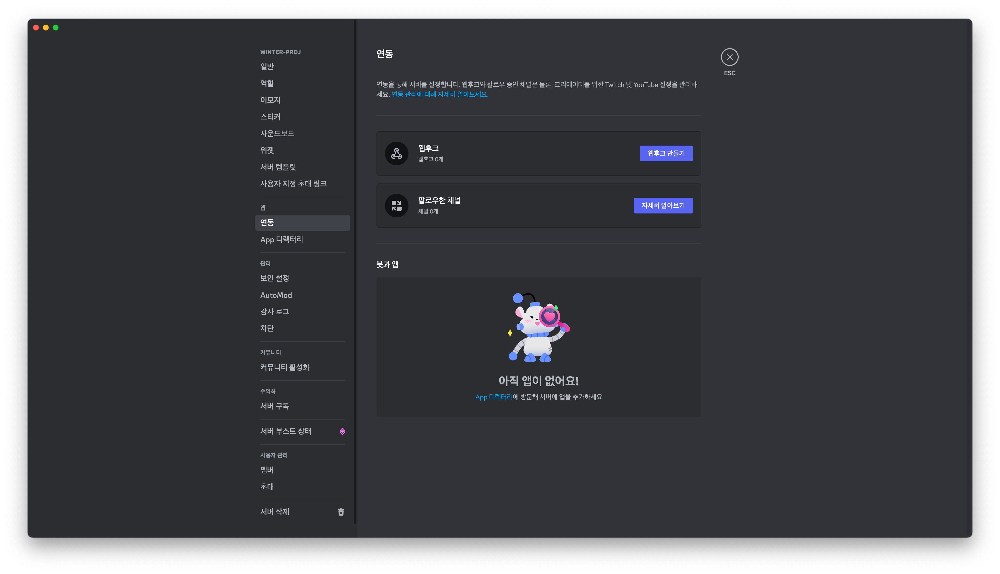 WINTER-PROJ
일반
역할
이모지
스티커
사운드보드
위젯
서버 템플릿
사용자 지정 초대 링크
앱
연동
App 디렉터리
관리
보안 설정
AutoMod
감사 로그
차단
커뮤니티
커뮤니티 활성화
수익화
서버 구독
서버 부스트 상태
사용자 관리
멤버
초대
서버 삭제
연동
ESC
연동을 통해 서버를 설정합니다. 웹후크와 팔로우 중인 채널은 물론, 크리에이터를 위한 Twitch 및 YouTube 설정을 관리하
세요. 연동 관리에 대해 자세히 알아보세요.
웹후크
웹후크 0개
웹후크 만들기
팔로우한 채널
채널 0개
자세히 알아보기
봇과 앱
아직 앱이 없어요!
App 디렉터리에 방문해 서버에 앱을 추가하세요